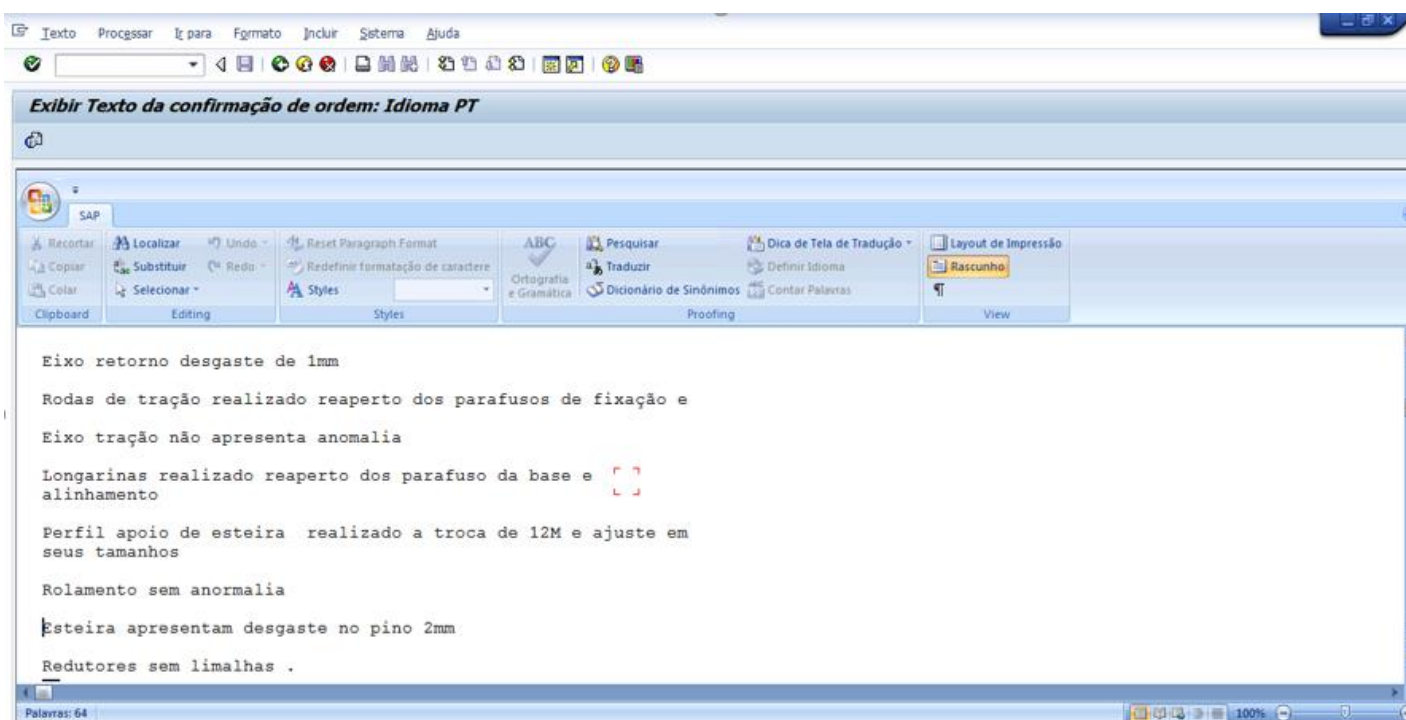 Texto Processar Ir para Formato Incluir Sistema Ajuda
Exibir Texto da confirmação de ordem: Idioma PT
SAP
Recortar Localizar Undo Reset Paragraph Format ABC Pesquisar Dica de Tela de Tradução Layout de Impressão
Copiar Substituir Redo Redefinir formatação de caractere Ortografia e Gramática Traduzir Definir Idioma Rascunho
Colar Selecionar Styles Dicionário de Sinônimos Contar Palavras ¶
Clipboard Editing Styles Proofing View
Eixo retorno desgaste de 1mm
Rodas de tração realizado reaperto dos parafusos de fixação e
Eixo tração não apresenta anomalia
Longarinas realizado reaperto dos parafuso da base e
alinhamento
Perfil apoio de esteira realizado a troca de 12M e ajuste em
seus tamanhos
Rolamento sem anormalia
Esteira apresentam desgaste no pino 2mm
Redutores sem limalhas .
Palavras: 64 100%